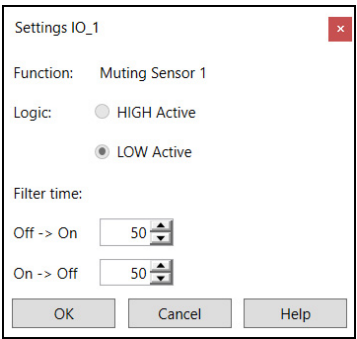 Settings IO_1
Function: Muting Sensor 1
Logic: HIGH Active
LOW Active
Filter time:
Off -> On 50
On -> Off 50
OK Cancel Help